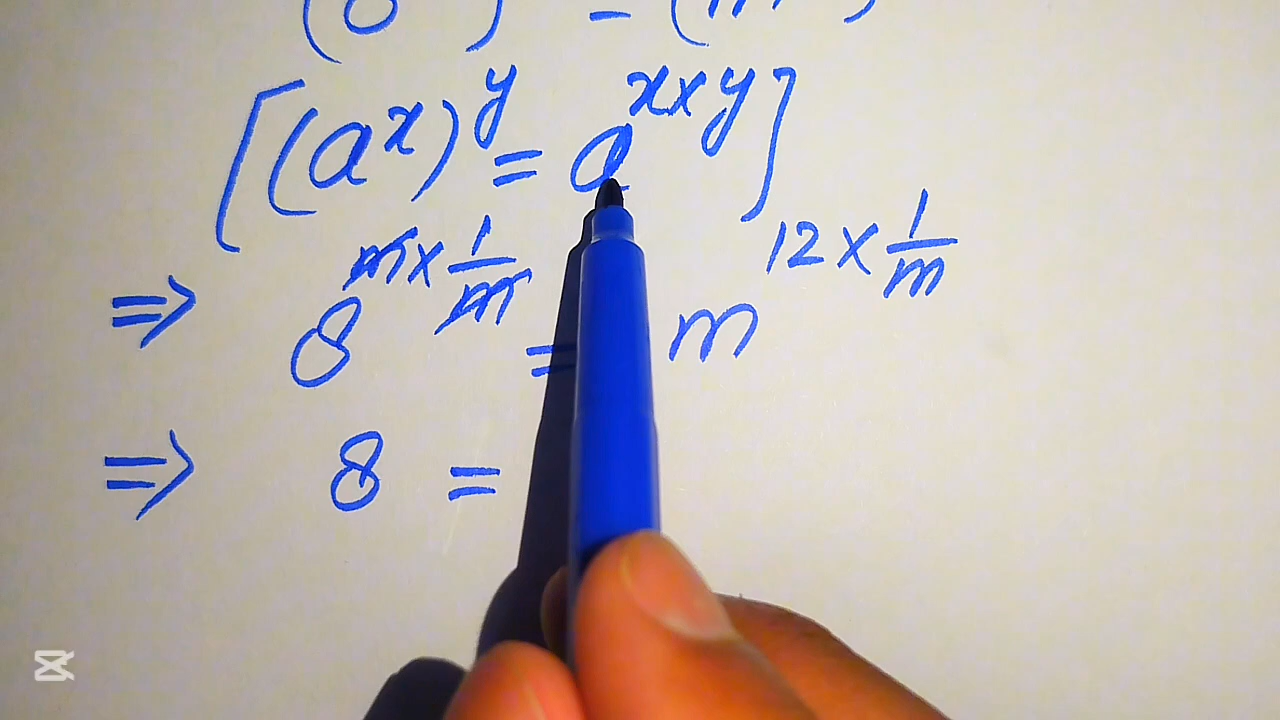 [(a^x)^y = a^{x×y}]
⇒ 8^{m×1/m} = m^{12×1/m}
⇒ 8 =